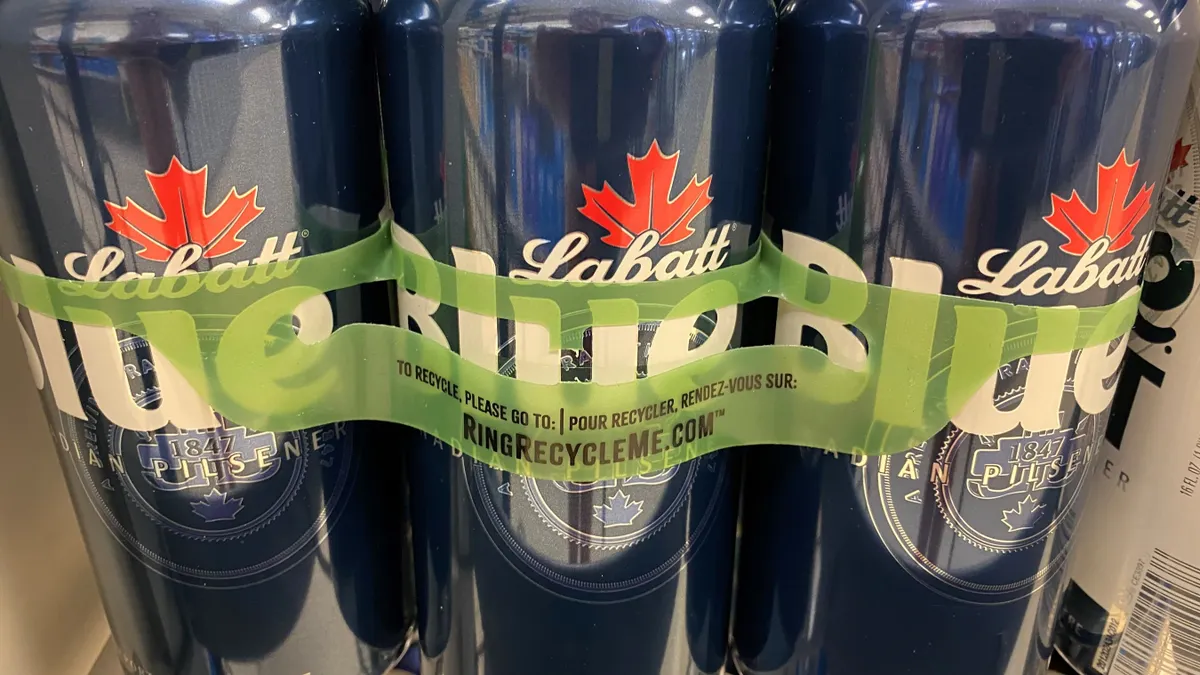 Labatt®
Blue
1847
PILSENER
Labatt®
Blue
TO RECYCLE, PLEASE GO TO: | POUR RECYCLER, RENDEZ-VOUS SUR:
RINGRECYCLEME.COM™
Labatt
Blue
1847
PILSENE